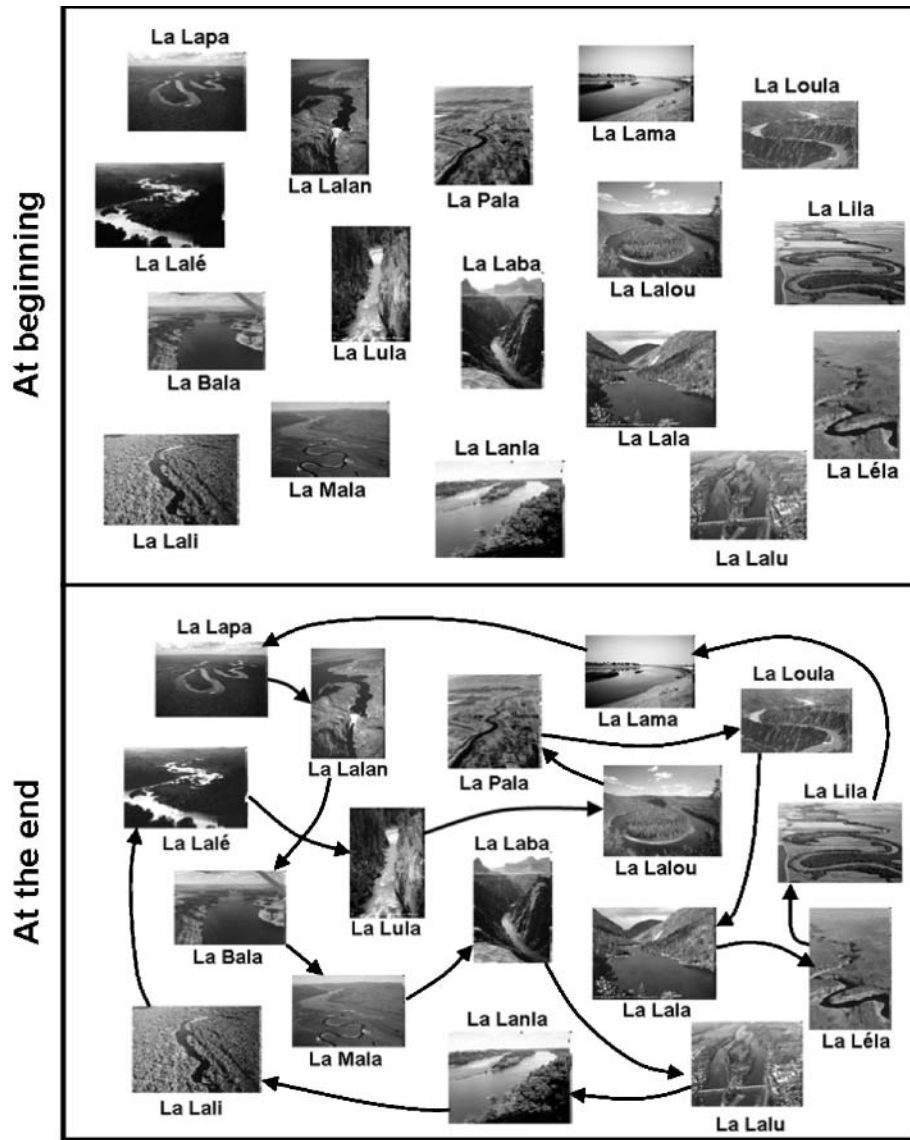 At beginning
La Lapa
La Lalan
La Pala
La Lama
La Loula
La Lalé
La Lula
La Laba
La Lalou
La Lila
La Bala
La Mala
La Lanla
La Lala
La Léla
La Lali
La Lalu
At the end
La Lapa
La Lalan
La Pala
La Lama
La Loula
La Lalé
La Lula
La Laba
La Lalou
La Lila
La Bala
La Mala
La Lanla
La Lala
La Léla
La Lali
La Lalu